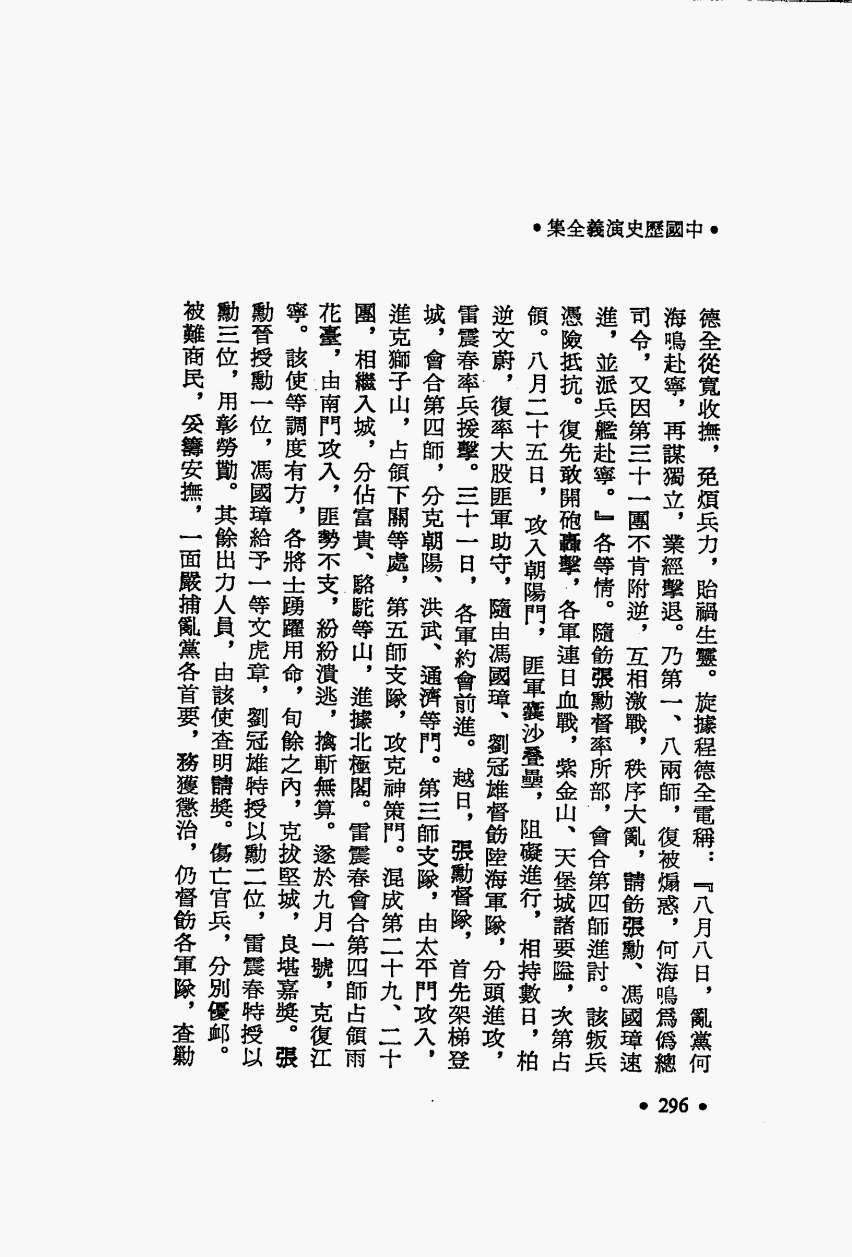 •中國歷史演義全集•
德全從寬收撫，免煩兵力，貽禍生靈。旋據程德全電稱：『八月八日，亂黨何
海鳴赴寧，再謀獨立，業經擊退。乃第一、八兩師，復被煽惑，何海鳴爲僞總
司令，又因第三十一團不肯附逆，互相激戰，秩序大亂，請飭張勳、馮國璋速
進，並派兵艦赴寧。』各等情。隨飭張勳督率所部，會合第四師進討。該叛兵
憑險抵抗。復先敢開砲轟擊，各軍連日血戰，紫金山、天堡城諸要隘，次第占
領。八月二十五日，攻入朝陽門，匪軍囊沙疊壘，阻礙進行，相持數日，柏
逆文蔚，復率大股匪軍助守，隨由馮國璋、劉冠雄督飭陸海軍隊，分頭進攻，
雷震春率兵援擊。三十一日，各軍約會前進。越日，張勳督隊，首先架梯登
城，會合第四師，分克朝陽、洪武、通濟等門。第三師支隊，由太平門攻入，
進克獅子山，占領下關等處，第五師支隊，攻克神策門。混成第二十九、二十
團，相繼入城，分佔富貴、駱駝等山，進據北極閣。雷震春會合第四師占領雨
花臺，由南門攻入，匪勢不支，紛紛潰逃，擒斬無算。遂於九月一號，克復江
寧。該使等調度有方，各將士踴躍用命，旬餘之內，克拔堅城，良堪嘉獎。張
勳晉授勳一位，馮國璋給予一等文虎章，劉冠雄特授以勳二位，雷震春特授以
勳三位，用彰勞勩。其餘出力人員，由該使查明請獎。傷亡官兵，分別優卹。
被難商民，妥籌安撫，一面嚴捕亂黨各首要，務獲懲治，仍督飭各軍隊，查勦
• 296 •